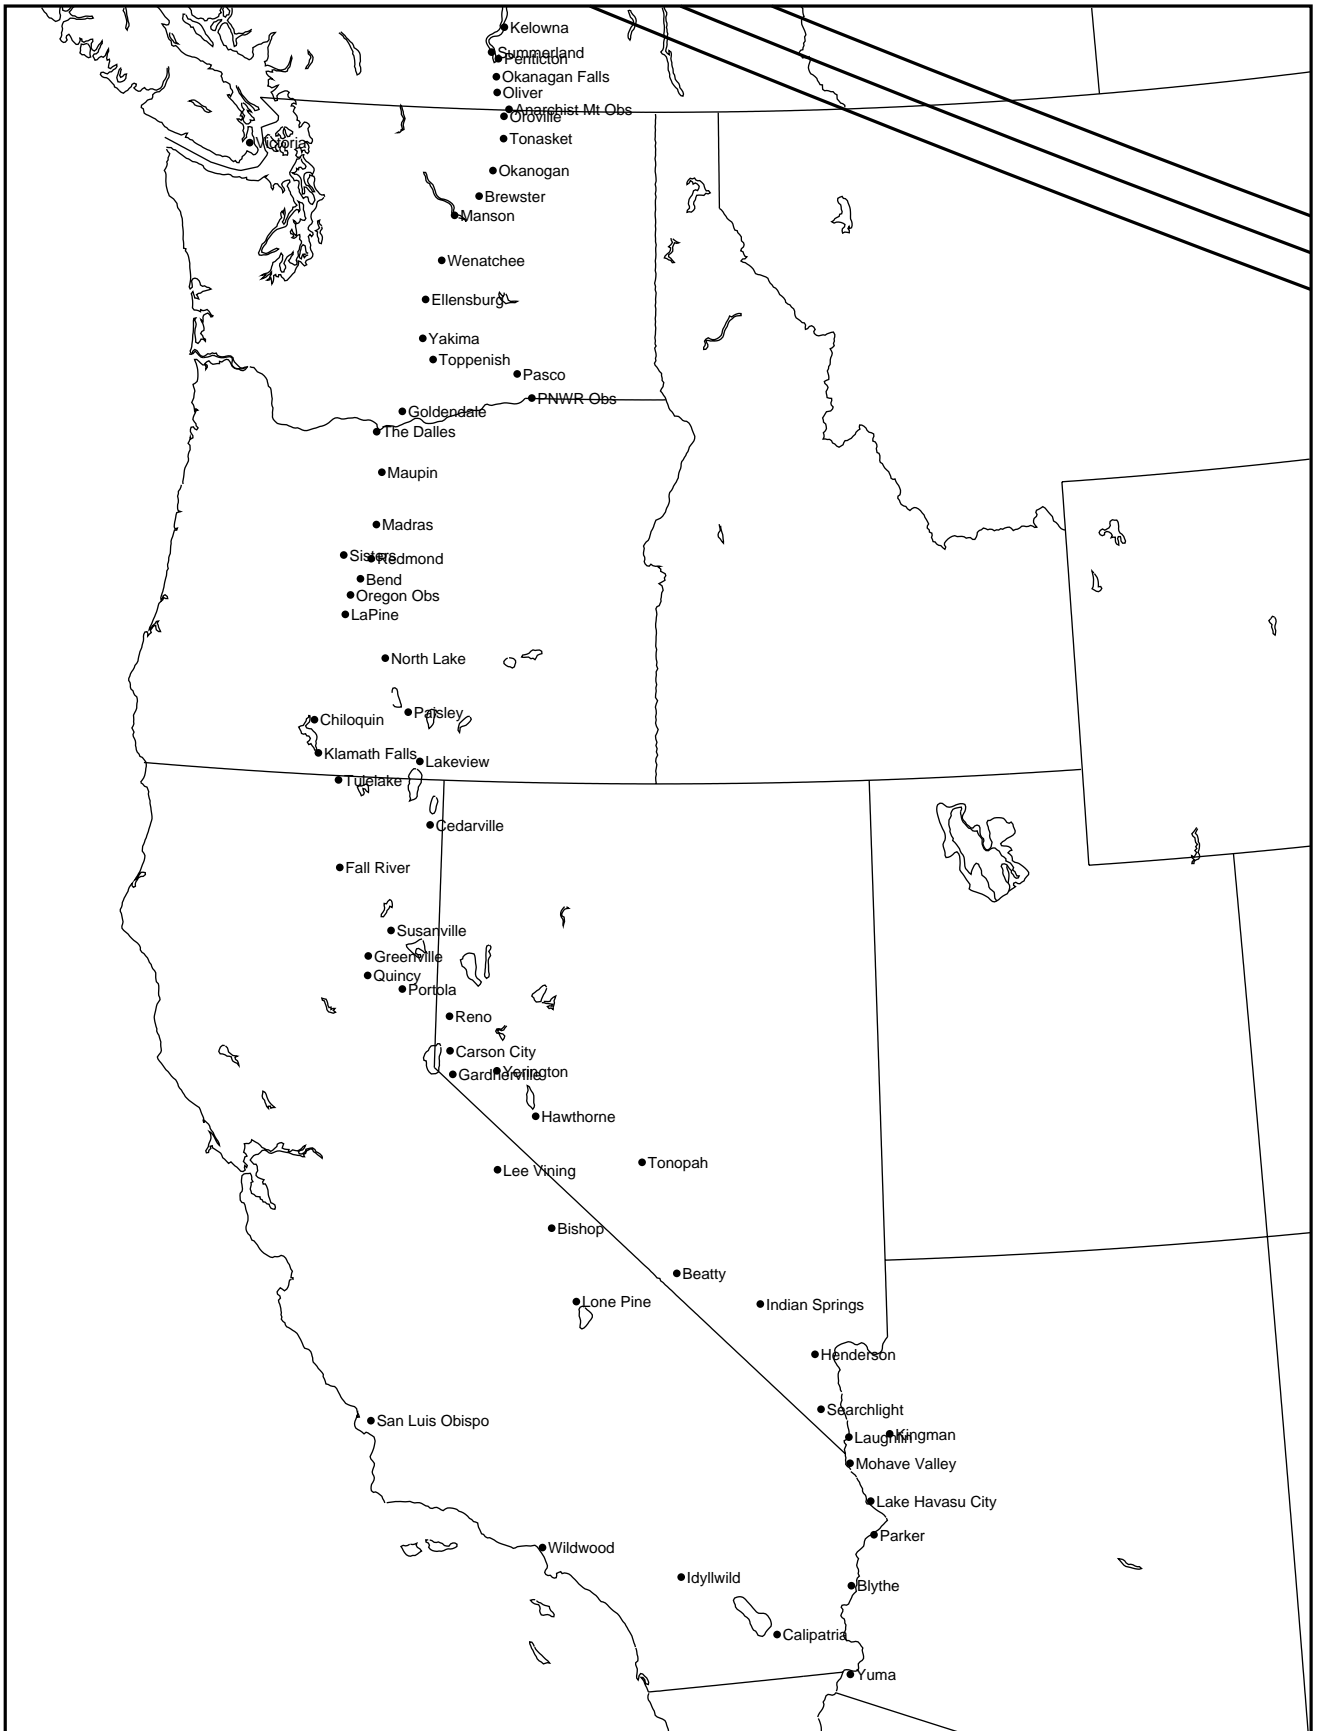 Kelowna
Summerland
Penticton
Okanagan Falls
Oliver
Anarchist Mt Obs
Oroville
Tonasket
Victoria
Okanogan
Brewster
Manson
Wenatchee
Ellensburg
Yakima
Toppenish
Pasco
PNWR Obs
Goldendale
The Dalles
Maupin
Madras
Sisters
Redmond
Bend
Oregon Obs
LaPine
North Lake
Paisley
Chiloquin
Klamath Falls
Lakeview
Tulelake
Cedarville
Fall River
Susanville
Greenville
Quincy
Portola
Reno
Carson City
Yerington
Gardnerville
Hawthorne
Tonopah
Lee Vining
Bishop
Beatty
Lone Pine
Indian Springs
Henderson
Searchlight
San Luis Obispo
Kingman
Laughlin
Mohave Valley
Lake Havasu City
Parker
Wildwood
Idyllwild
Blythe
Calipatria
Yuma